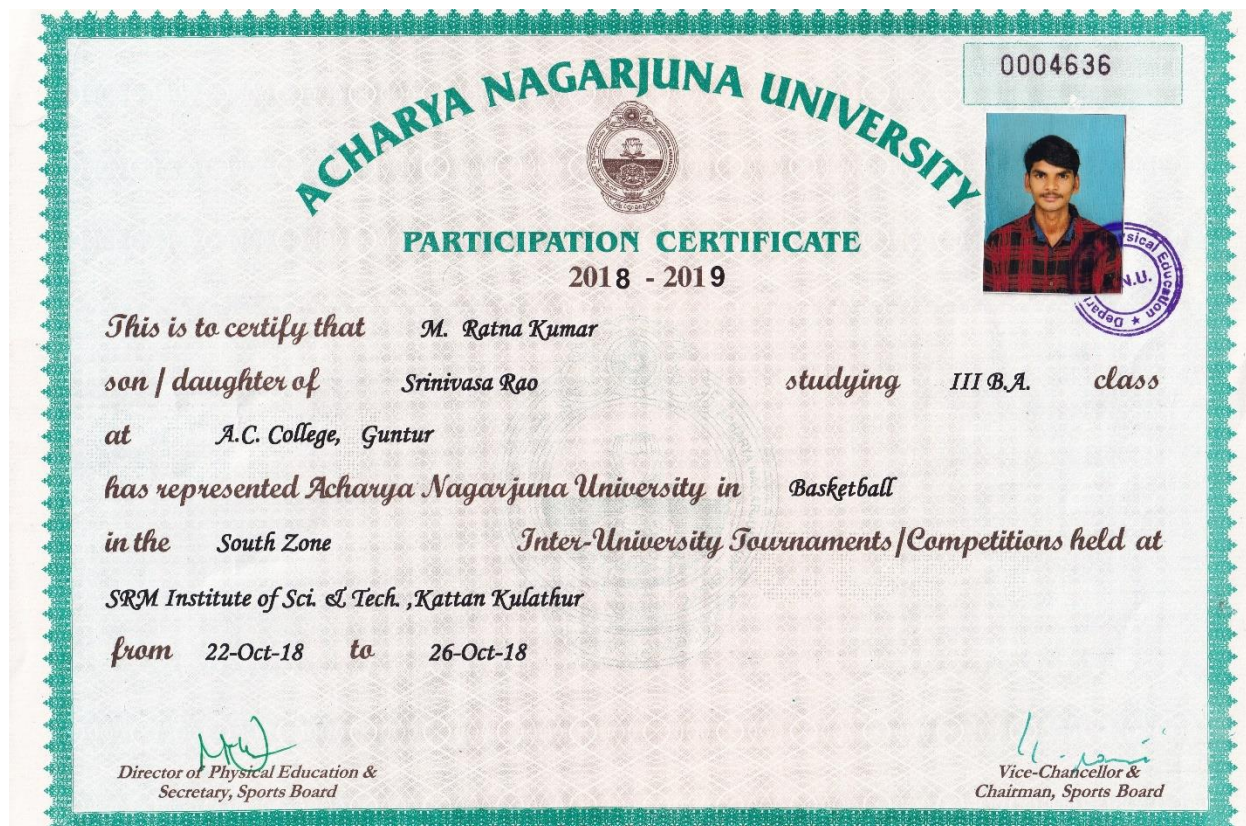 0004636
ACHARYA NAGARJUNA UNIVERSITY
PARTICIPATION CERTIFICATE
2018 - 2019
This is to certify that M. Ratna Kumar
son / daughter of Srinivasa Rao studying III B.A. class
at A.C. College, Guntur
has represented Acharya Nagarjuna University in Basketball
in the South Zone Inter-University Tournaments/Competitions held at
SRM Institute of Sci. & Tech. ,Kattan Kulathur
from 22-Oct-18 to 26-Oct-18
Director of Physical Education &
Secretary, Sports Board
Vice-Chancellor &
Chairman, Sports Board